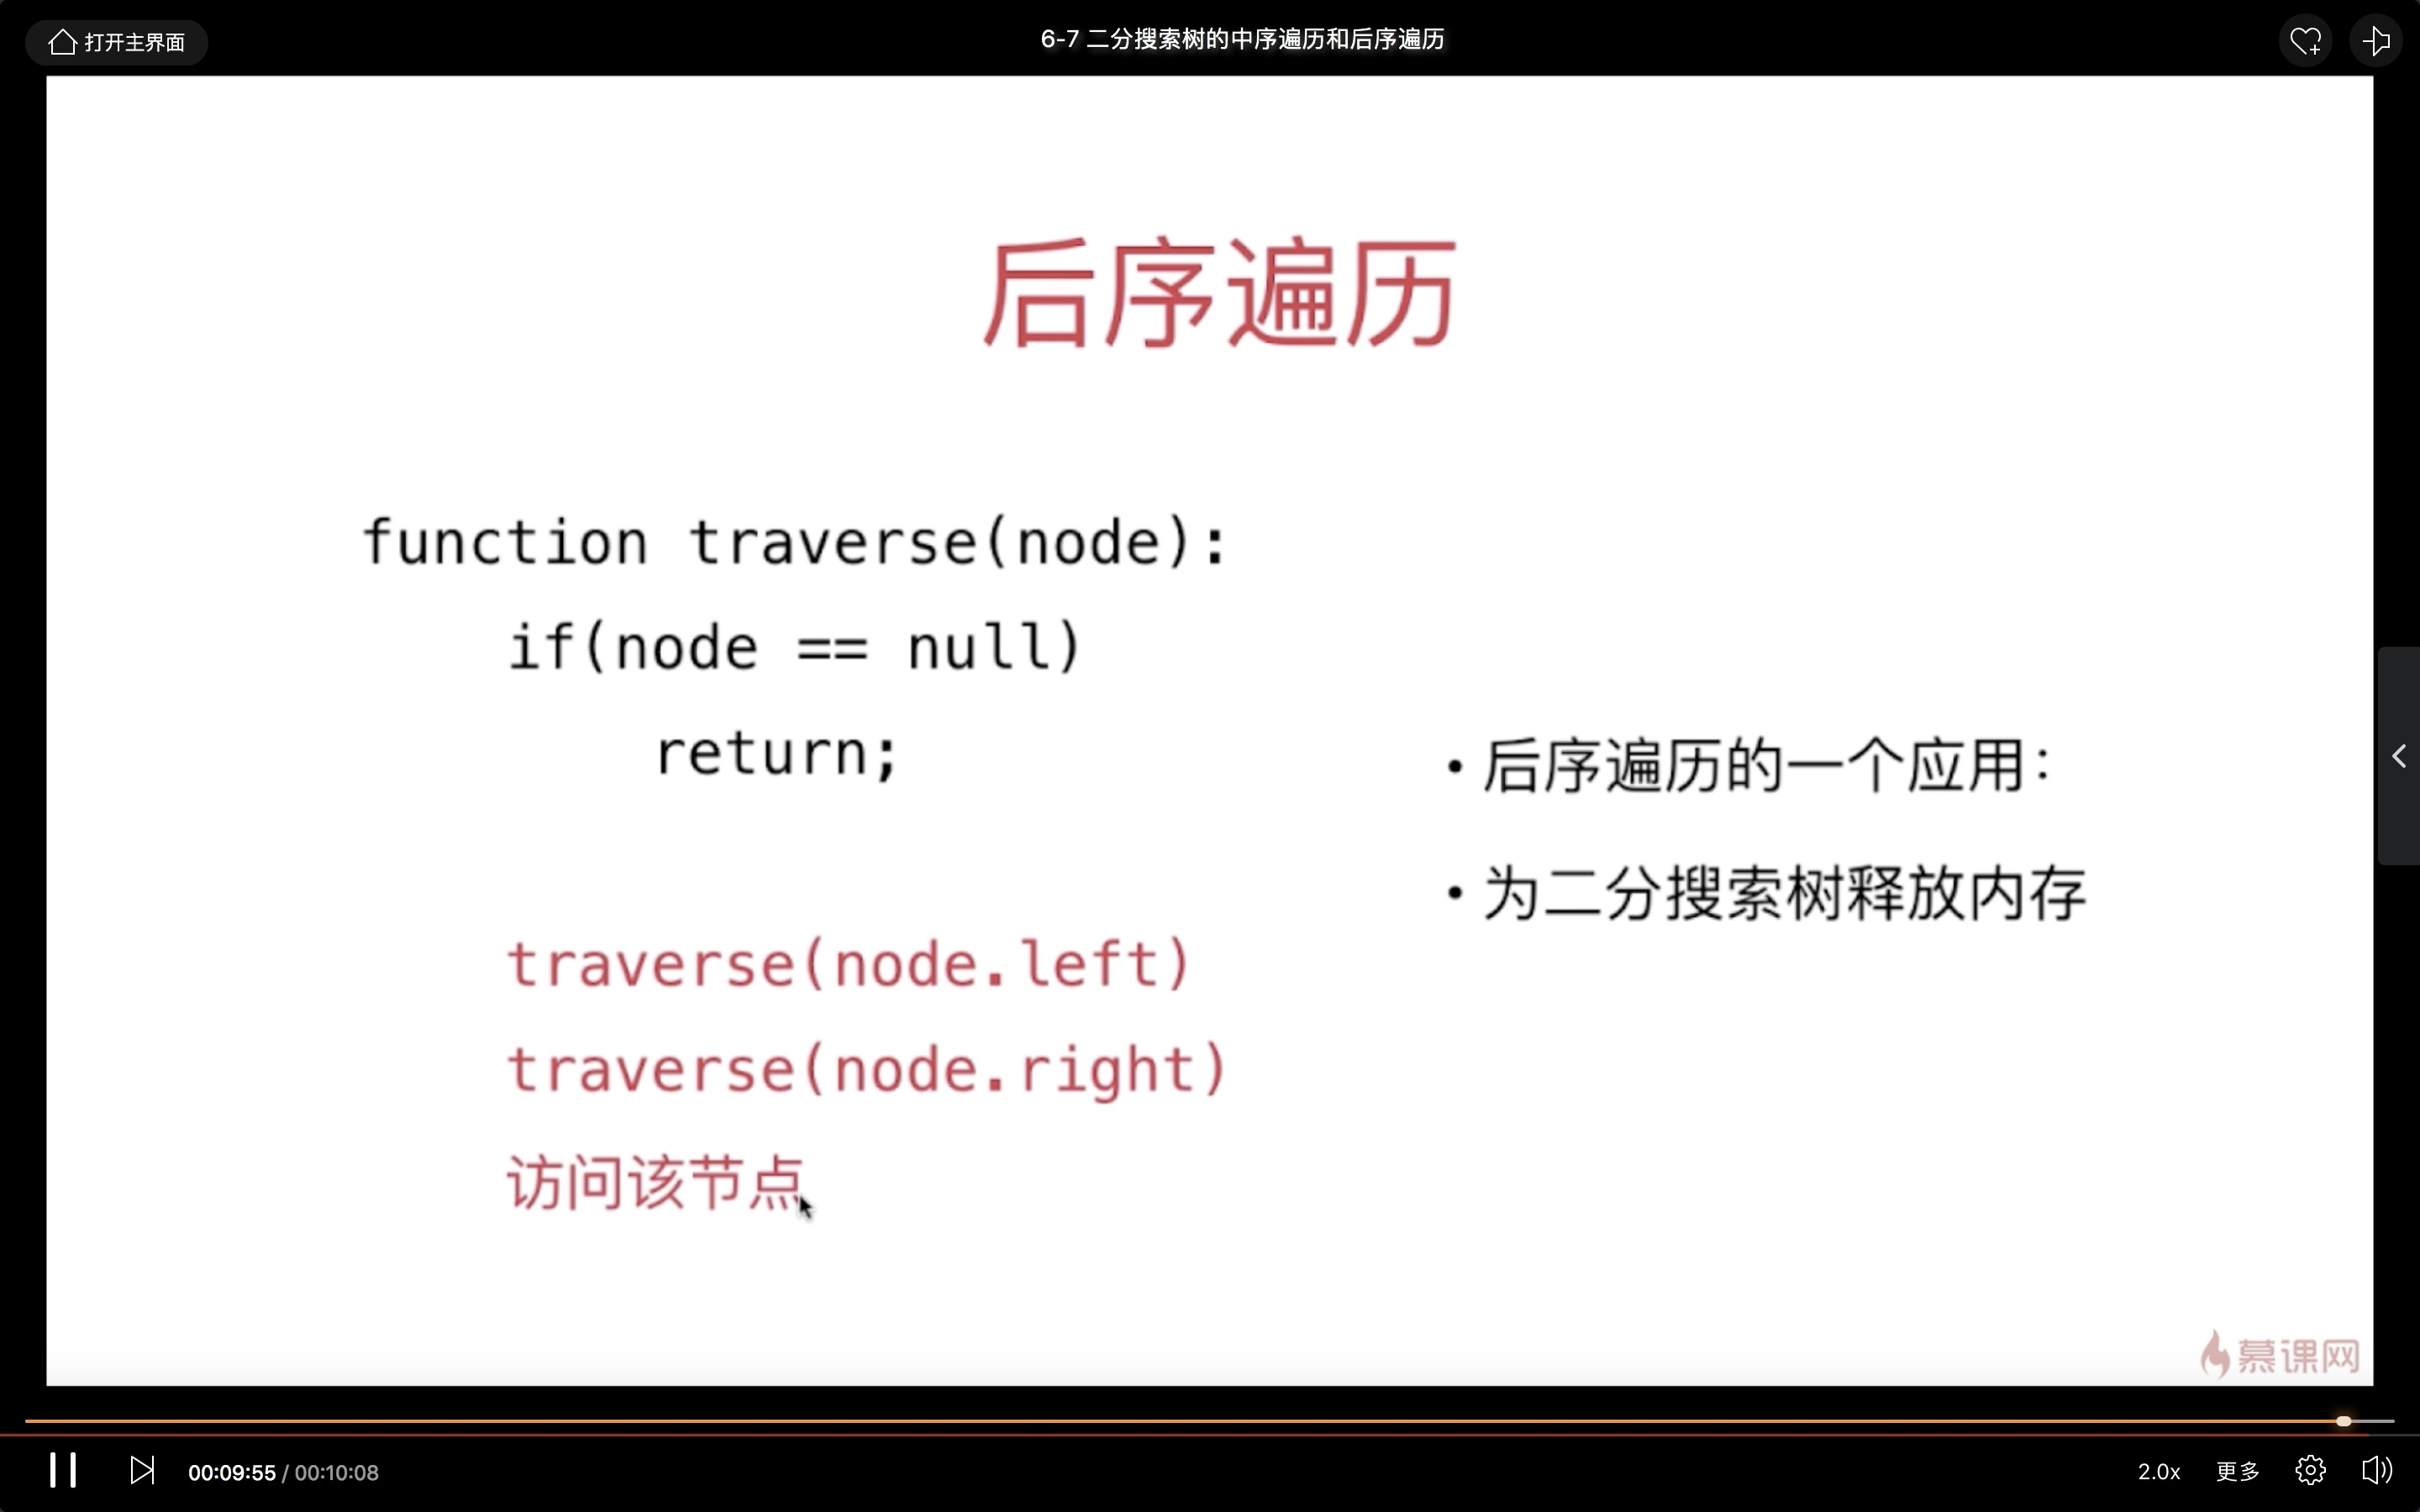 打开主界面
6-7 二分搜索树的中序遍历和后序遍历
后序遍历
function traverse(node):
if(node == null)
return;
traverse(node.left)
traverse(node.right)
访问该节点
• 后序遍历的一个应用：
• 为二分搜索树释放内存
慕课网
00:09:55 / 00:10:08
2.0x
更多